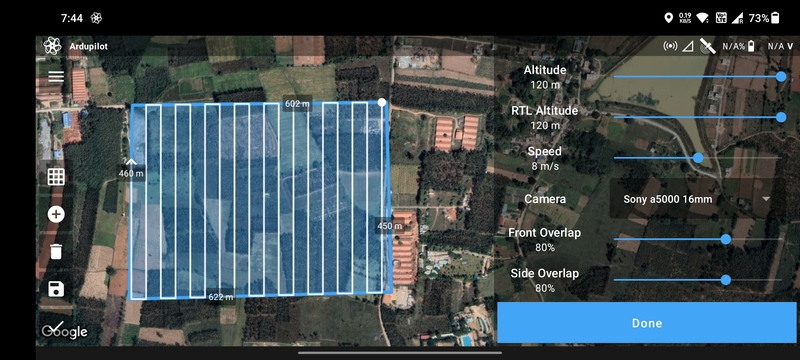 7:44
0.19
KB/S
73%
Ardupilot
N/A%
N/A V
602 m
460 m
450 m
622 m
Google
Altitude
120 m
RTL Altitude
120 m
Speed
8 m/s
Camera
Sony a5000 16mm
Front Overlap
80%
Side Overlap
80%
Done